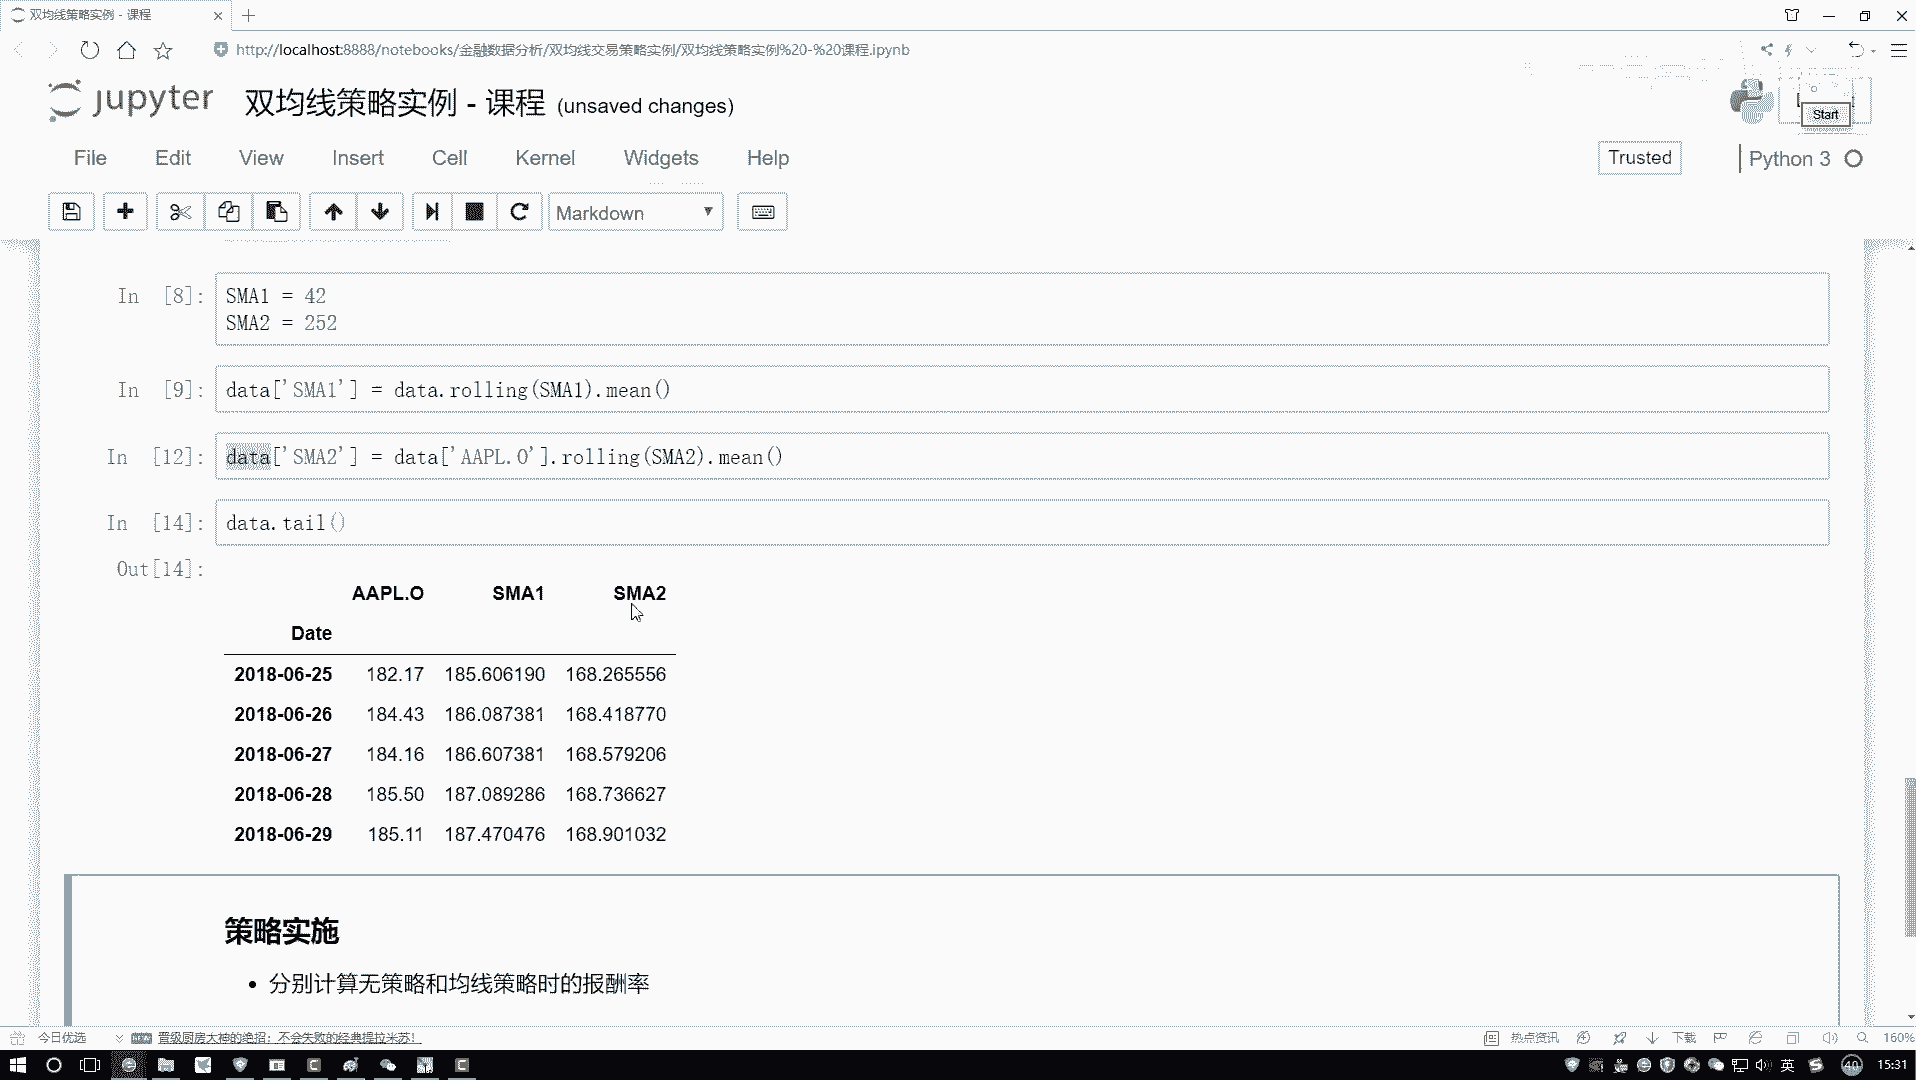 双均线策略实例 - 课程
http://localhost:8888/notebooks/金融数据分析/双均线交易策略实例/双均线策略实例%20-%20课程.ipynb
jupyter 双均线策略实例 - 课程 (unsaved changes)
Start
File Edit View Insert Cell Kernel Widgets Help
Trusted Python 3
Markdown
In [8]: SMA1 = 42
SMA2 = 252
In [9]: data['SMA1'] = data.rolling(SMA1).mean()
In [12]: data['SMA2'] = data['AAPL.O'].rolling(SMA2).mean()
In [14]: data.tail()
Out[14]:
AAPL.O SMA1 SMA2
Date
2018-06-25 182.17 185.606190 168.265556
2018-06-26 184.43 186.087381 168.418770
2018-06-27 184.16 186.607381 168.579206
2018-06-28 185.50 187.089286 168.736627
2018-06-29 185.11 187.470476 168.901032
策略实施
• 分别计算无策略和均线策略时的报酬率
今日优选 NEW 晋级厨房大神的绝招：不会失败的经典提拉米苏！ 热点资讯 下载 160%
英 40 15:31